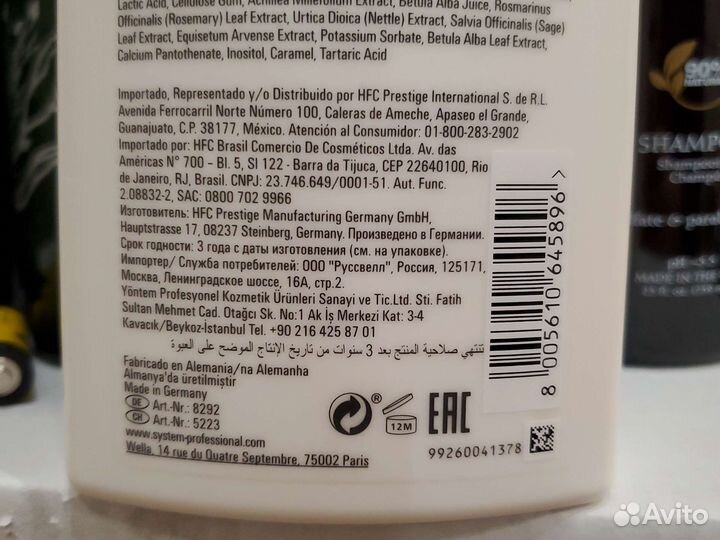 Lactic Acid, Cellulose Gum, Achillea Millefolium Extract, Betula Alba Juice, Rosmarinus
Officinalis (Rosemary) Leaf Extract, Urtica Dioica (Nettle) Extract, Salvia Officinalis (Sage)
Leaf Extract, Equisetum Arvense Extract, Potassium Sorbate, Betula Alba Leaf Extract,
Calcium Pantothenate, Inositol, Caramel, Tartaric Acid
Importado, Representado y/o Distribuido por HFC Prestige International S. de R.L.
Avenida Ferrocarril Norte Número 100, Caleras de Ameche, Apaseo el Grande,
Guanajuato, C.P. 38177, México. Atención al Consumidor: 01-800-283-2902
Importado por: HFC Brasil Comercio De Cosméticos Ltda. Av. das
Américas N° 700 – Bl. 5, Sl 122 - Barra da Tijuca, CEP 22640100, Rio
de Janeiro, RJ, Brasil. CNPJ: 23.746.649/0001-51. Aut. Func.
2.08832-2, SAC: 0800 702 9966
Изготовитель: HFC Prestige Manufacturing Germany GmbH,
Hauptstrasse 17, 08237 Steinberg, Germany. Произведено в Германии.
Срок годности: 3 года с даты изготовления (см. на упаковке).
Импортер/ Служба потребителей: ООО "Руссвелл", Россия, 125171,
Москва, Ленинградское шоссе, 16А, стр.2.
Yöntem Profesyonel Kozmetik Ürünleri Sanayi ve Tic.Ltd. Sti. Fatih
Sultan Mehmet Cad. Otağcı Sk. No:1 Ak İş Merkezi Kat: 3-4
Kavacık/Beykoz-İstanbul Tel.+90 216 425 87 01
تنتهي صلاحية المنتج بعد 3 سنوات من تاريخ الإنتاج الموضح على العبوة
Fabricado en Alemania/na Alemanha
Almanya'da üretilmiştir
Made in Germany
DE Art.-Nr.: 8292
CH Art.-Nr.: 5223
www.system-professional.com
Wella, 14 rue du Quatre Septembre, 75002 Paris
®
12M
EAC
99260041378
8 005610 645896 >
90%
SHAMPO
MADE IN THE
Avito